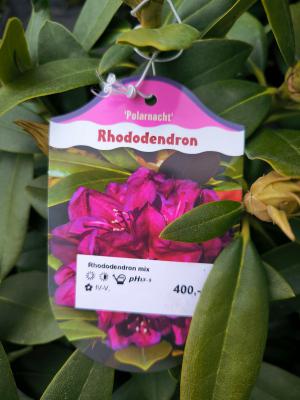 'Polarnacht'
Rhododendron
Rhododendron mix
pH
IV-V.
400,-